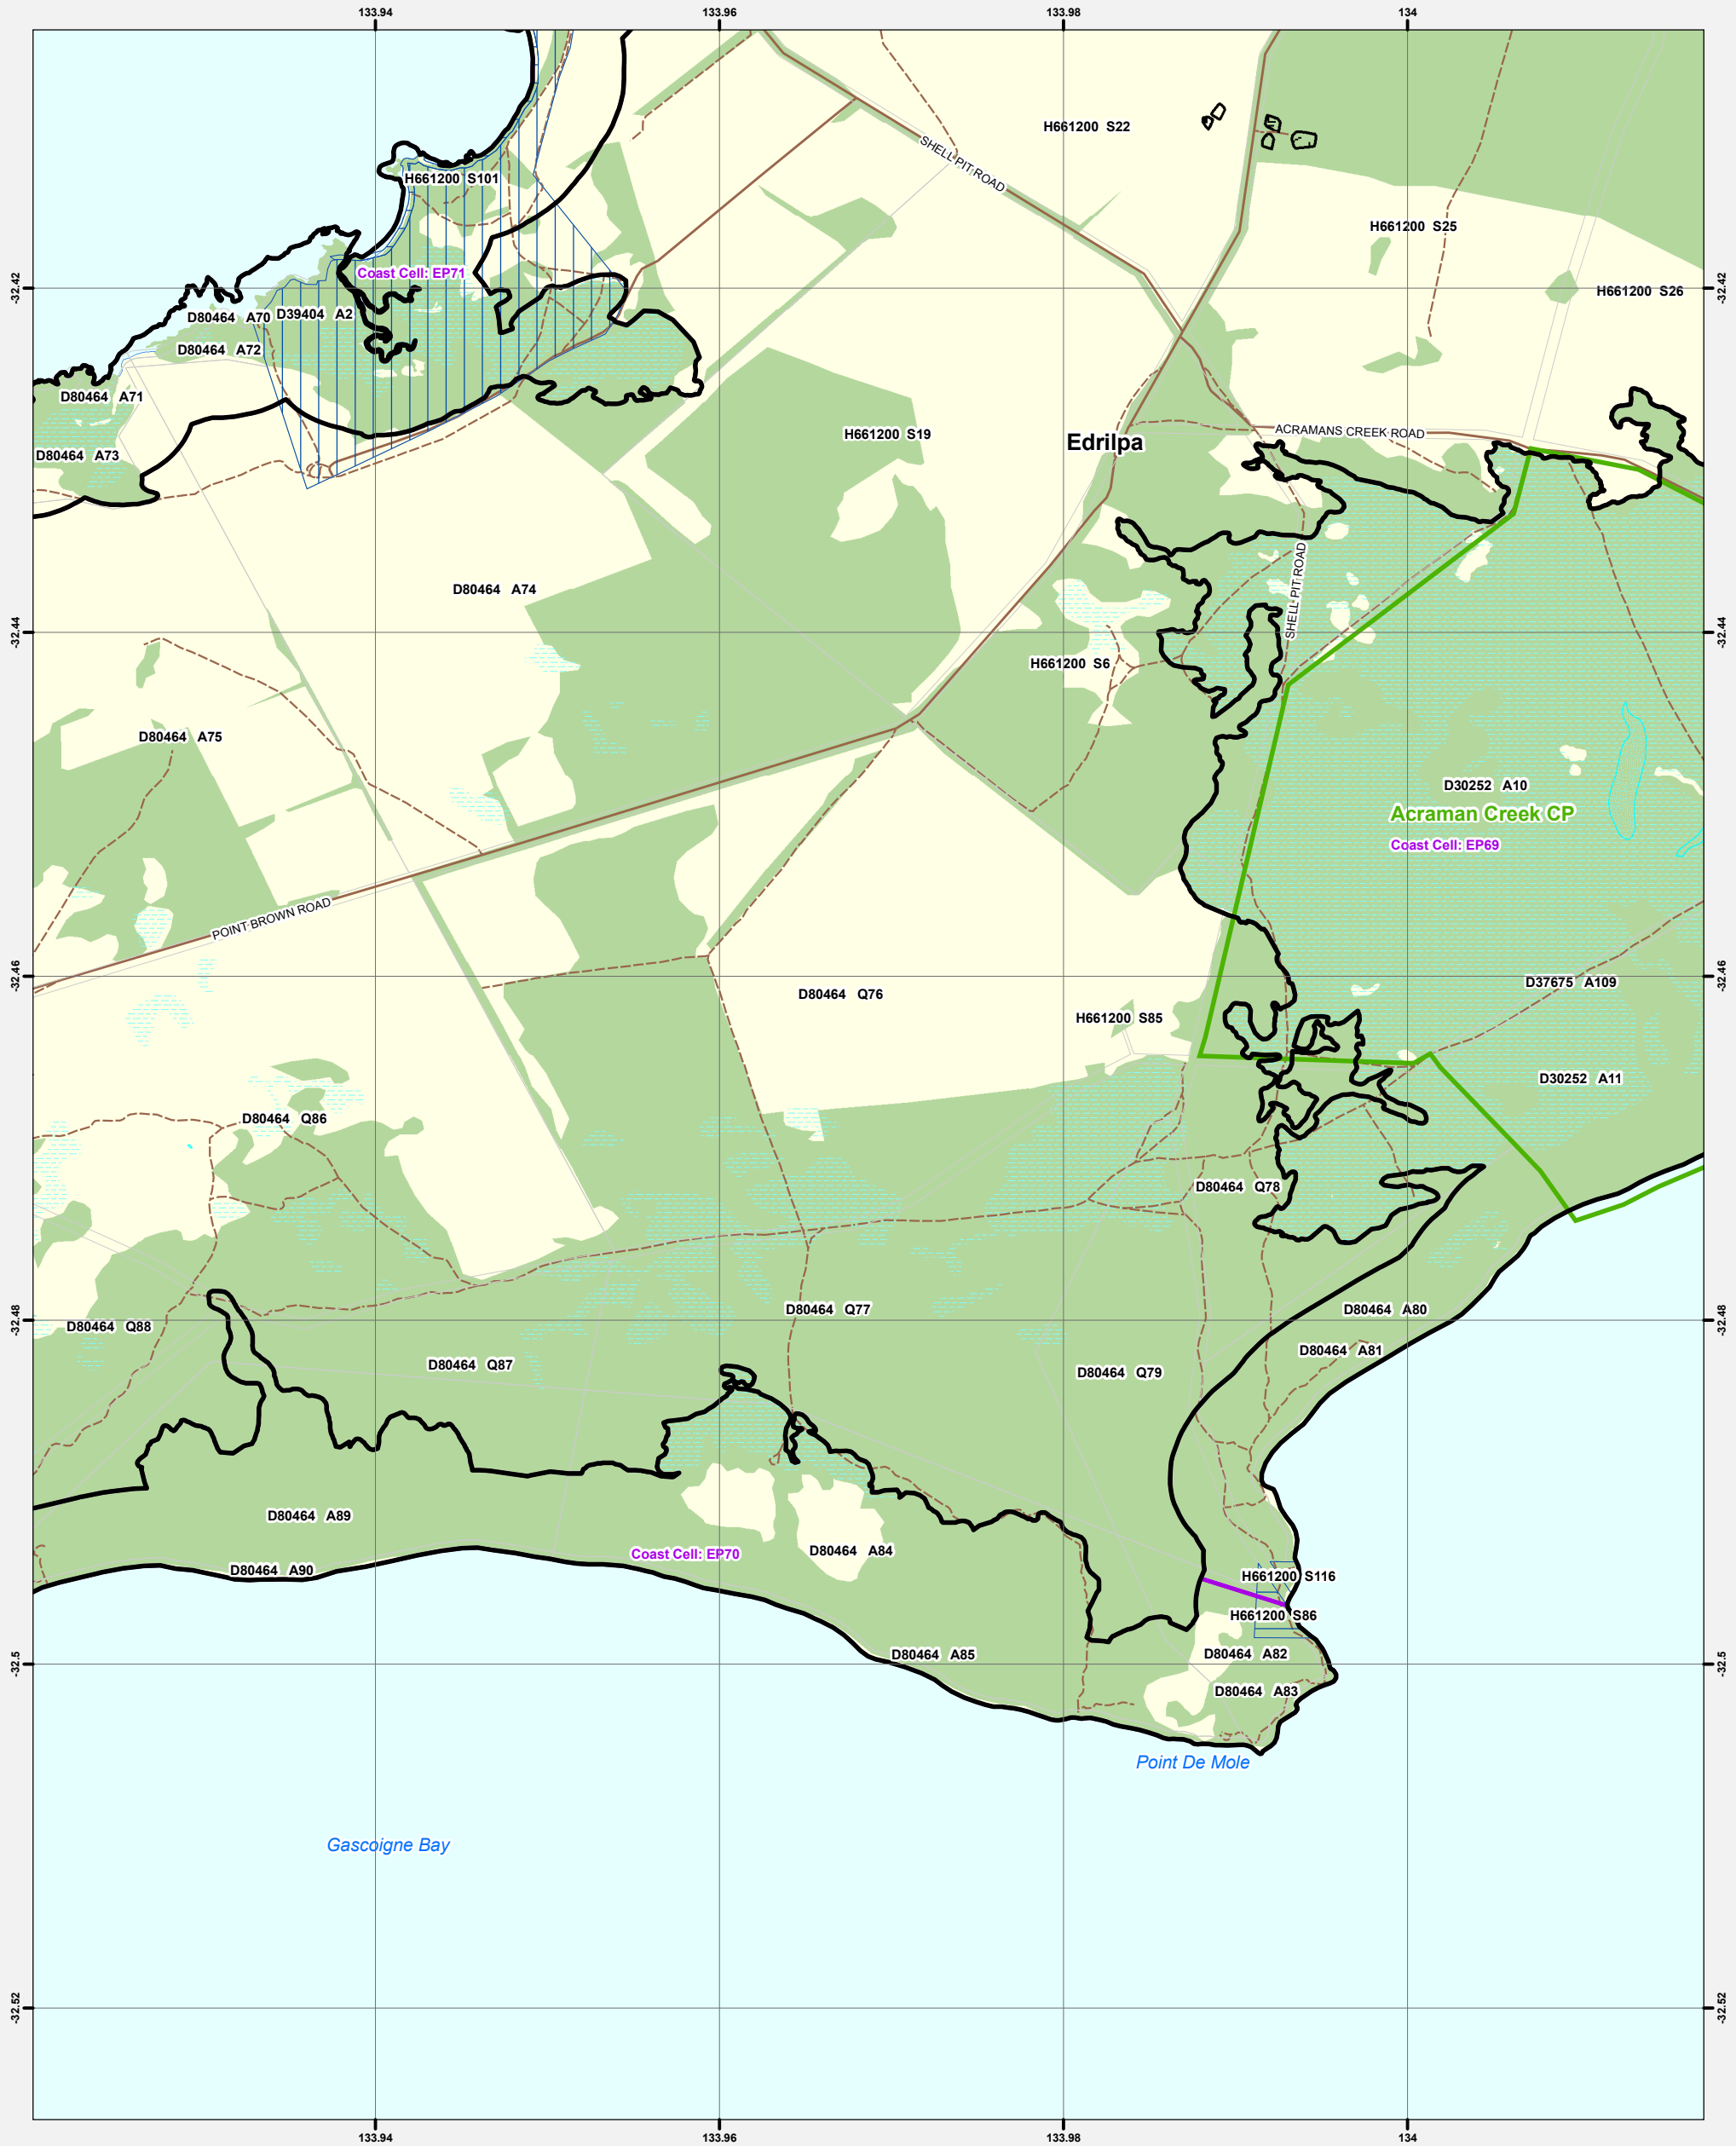 133.94 133.96 133.98 134
H661200 S22
SHELL PIT ROAD
H661200 S101
H661200 S25
Coast Cell: EP71
-32.42 -32.42
H661200 S26
D80464 A70 D39404 A2
D80464 A72
D80464 A71
H661200 S19
ACRAMANS CREEK ROAD
Edrilpa
D80464 A73
D80464 A74
SHELL PIT ROAD
-32.44 -32.44
H661200 S6
D80464 A75
D30252 A10
Acraman Creek CP
Coast Cell: EP69
POINT BROWN ROAD
-32.46 -32.46
D37675 A109
D80464 Q76
H661200 S85
D30252 A11
D80464 Q86
D80464 Q78
D80464 Q77
D80464 A80
-32.48 -32.48
D80464 Q88
D80464 A81
D80464 Q87
D80464 Q79
D80464 A89
D80464 A84
Coast Cell: EP70
D80464 A90
H661200 S116
H661200 S86
D80464 A85
D80464 A82
-32.5 -32.5
D80464 A83
Point De Mole
Gascoigne Bay
-32.52 -32.52
133.94 133.96 133.98 134